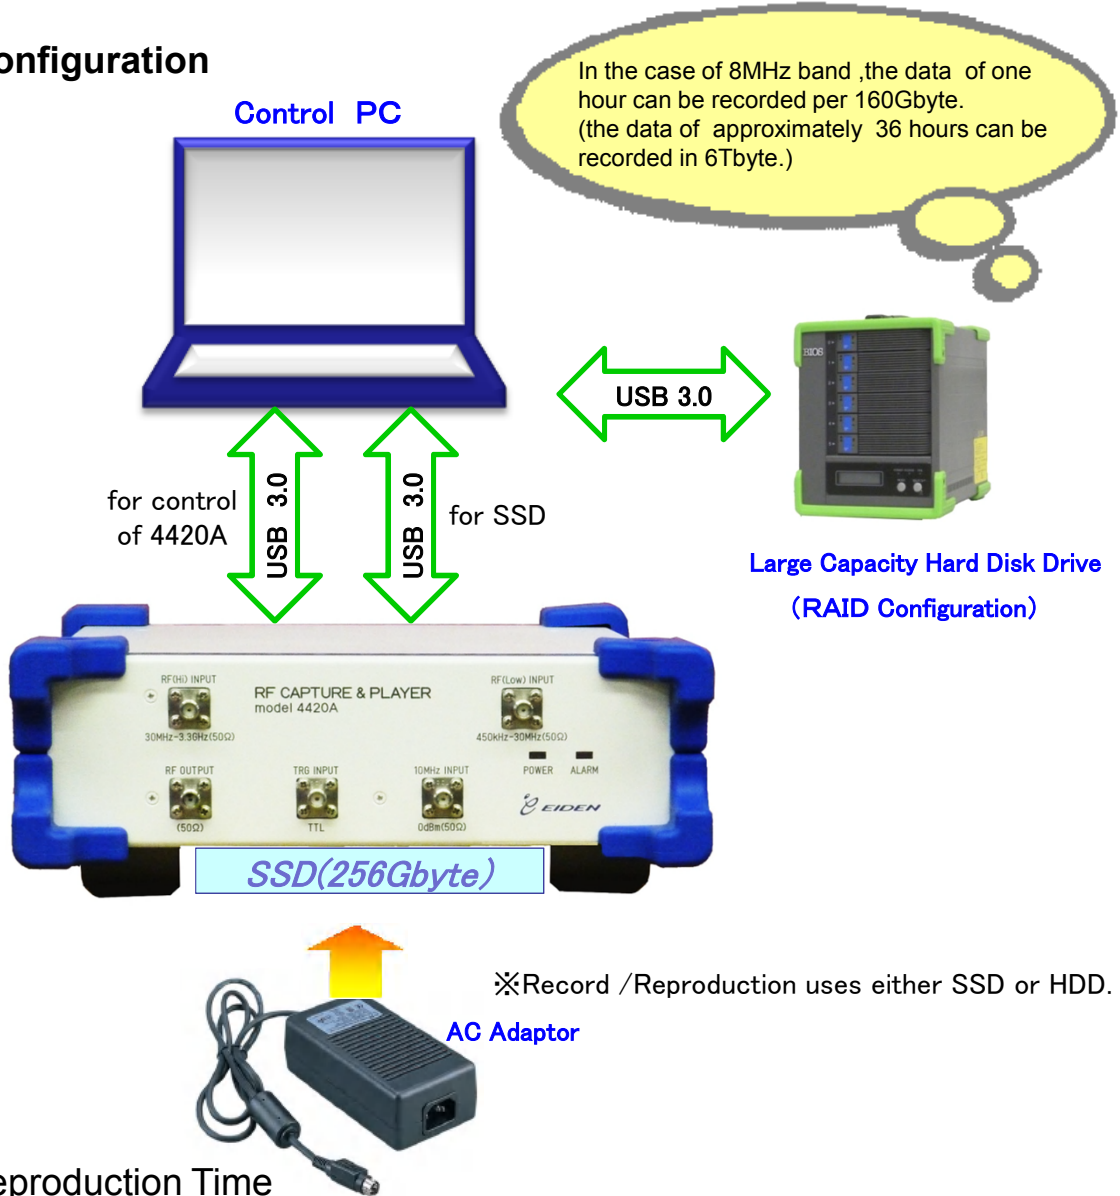 onfiguration
In the case of 8MHz band ,the data of one
hour can be recorded per 160Gbyte.
(the data of approximately 36 hours can be
recorded in 6Tbyte.)
Control PC
USB 3.0
for control
of 4420A
USB 3.0
USB 3.0
for SSD
Large Capacity Hard Disk Drive
（RAID Configuration）
RF(Hi) INPUT
30MHz-3.3GHz(50Ω)
RF CAPTURE & PLAYER
model 4420A
RF(Low) INPUT
450kHz-30MHz(50Ω)
POWER
ALARM
RF OUTPUT
(50Ω)
TRG INPUT
TTL
10MHz INPUT
0dBm(50Ω)
EIDEN
SSD(256Gbyte)
※Record /Reproduction uses either SSD or HDD.
AC Adaptor
eproduction Time